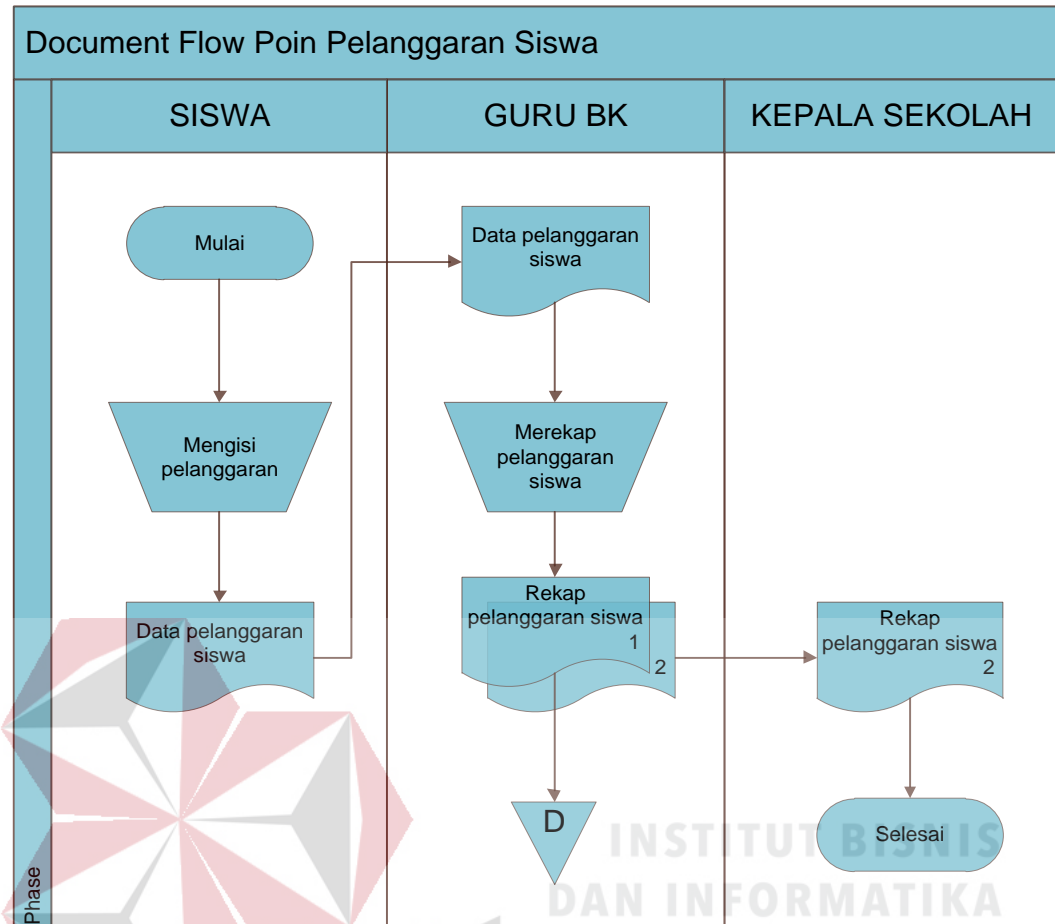 Document Flow Poin Pelanggaran Siswa
SISWA
GURU BK
KEPALA SEKOLAH
Mulai
Mengisi
pelanggaran
Data pelanggaran
siswa
Data pelanggaran
siswa
Merekap
pelanggaran
siswa
Rekap
pelanggaran siswa
1
2
D
Rekap
pelanggaran siswa
2
Selesai
Phase
INSTITUT BISNIS
DAN INFORMATIKA